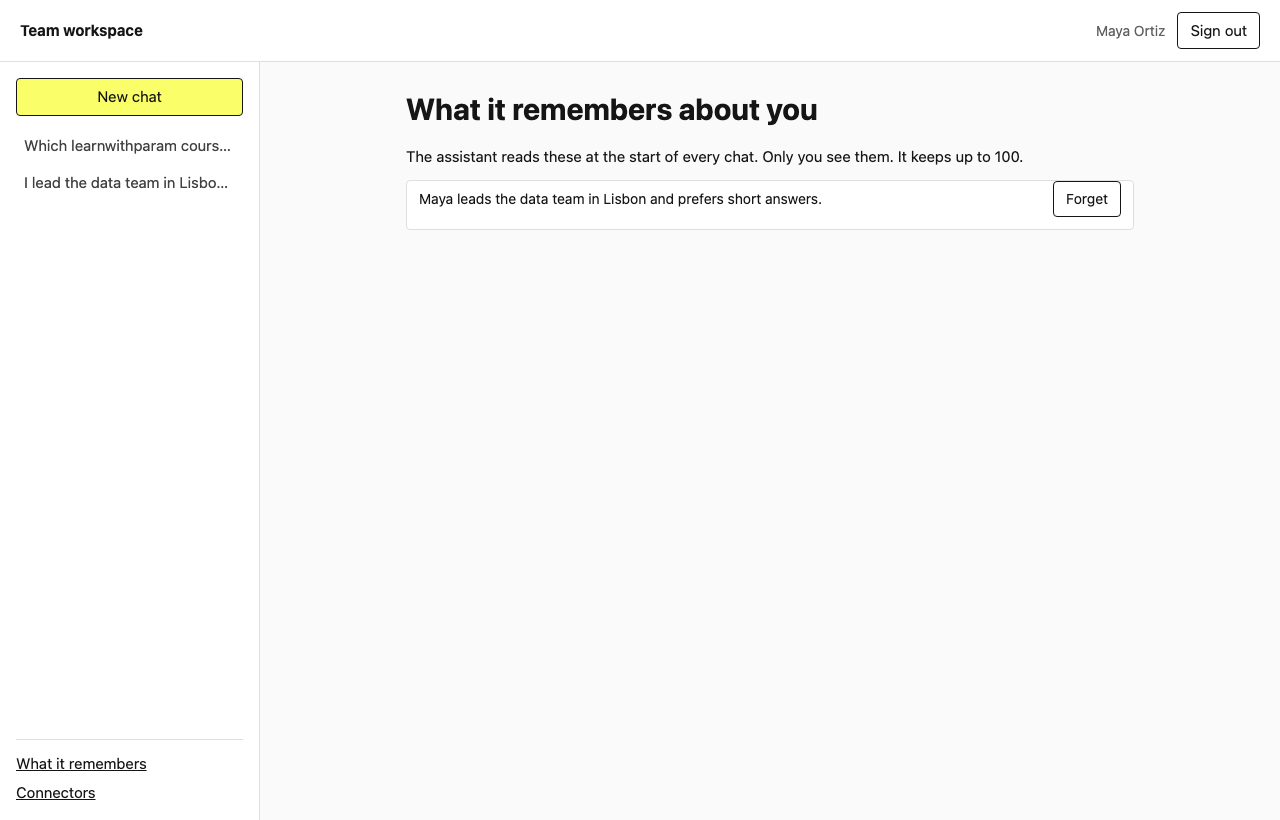 Team workspace
Maya Ortiz
Sign out
New chat
Which learnwithparam cours...
I lead the data team in Lisbo...
What it remembers about you
The assistant reads these at the start of every chat. Only you see them. It keeps up to 100.
Maya leads the data team in Lisbon and prefers short answers.
Forget
What it remembers
Connectors